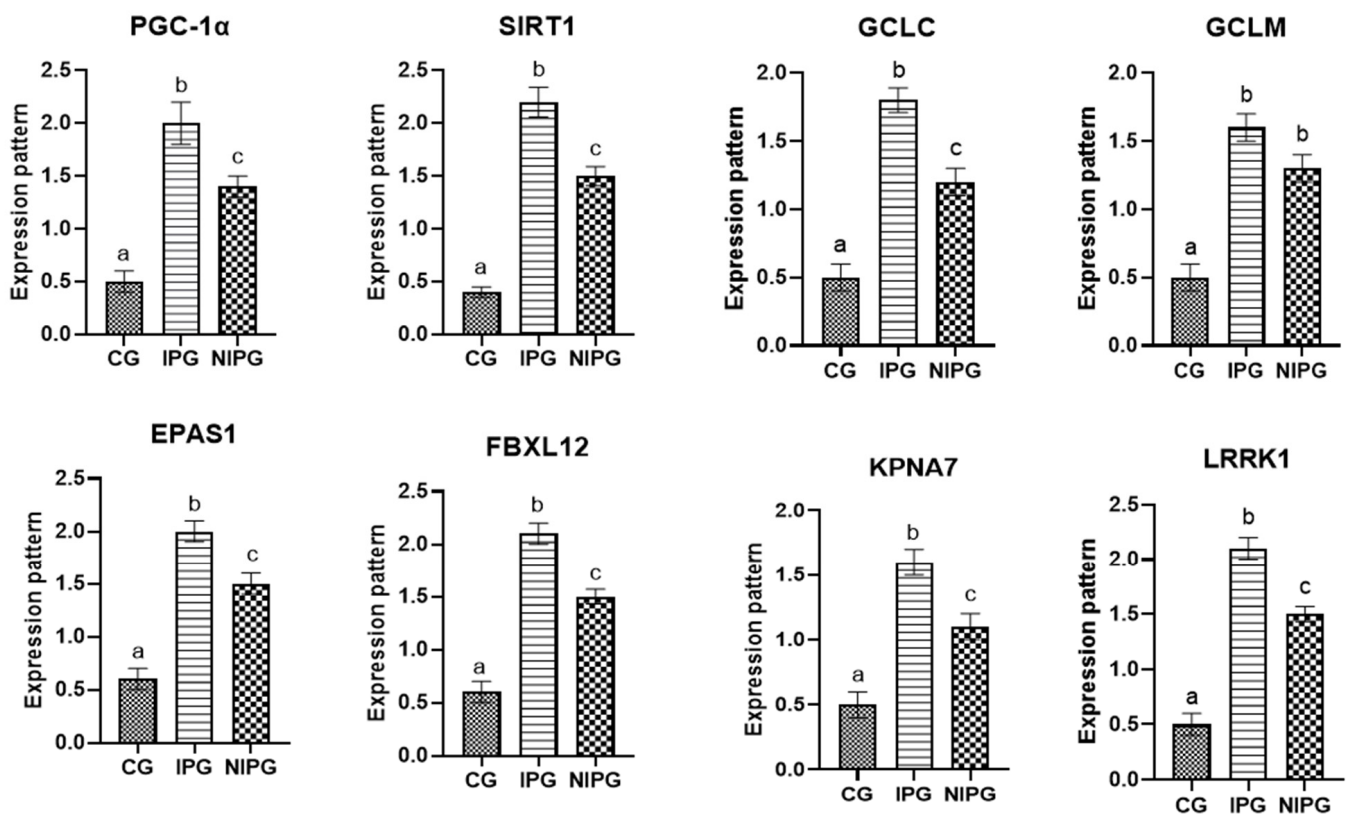 PGC-1α
Expression pattern
2.5
2.0
1.5
1.0
0.5
0.0
a
b
c
CG IPG NIPG
SIRT1
Expression pattern
2.5
2.0
1.5
1.0
0.5
0.0
a
b
c
CG IPG NIPG
GCLC
Expression pattern
2.0
1.5
1.0
0.5
0.0
a
b
c
CG IPG NIPG
GCLM
Expression pattern
2.0
1.5
1.0
0.5
0.0
a
b
b
CG IPG NIPG
EPAS1
Expression pattern
2.5
2.0
1.5
1.0
0.5
0.0
a
b
c
CG IPG NIPG
FBXL12
Expression pattern
2.5
2.0
1.5
1.0
0.5
0.0
a
b
c
CG IPG NIPG
KPNA7
Expression pattern
2.0
1.5
1.0
0.5
0.0
a
b
c
CG IPG NIPG
LRRK1
Expression pattern
2.5
2.0
1.5
1.0
0.5
0.0
a
b
c
CG IPG NIPG